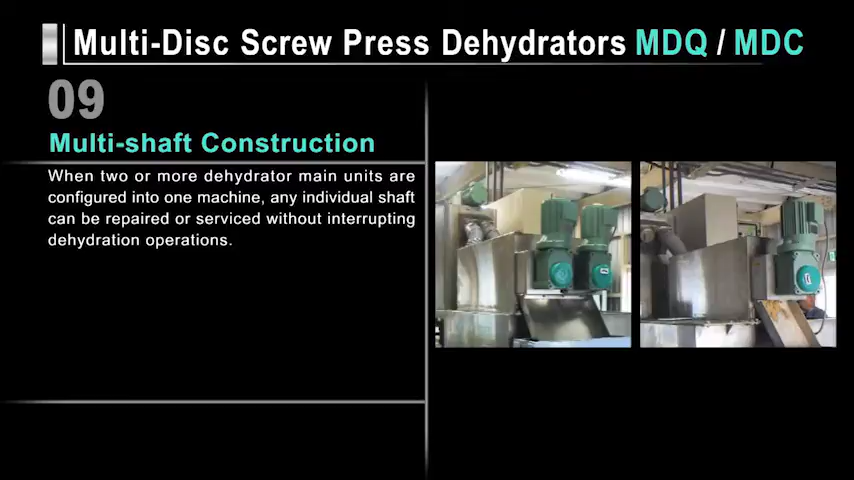 Multi-Disc Screw Press Dehydrators MDQ / MDC
09
Multi-shaft Construction
When two or more dehydrator main units are
configured into one machine, any individual shaft
can be repaired or serviced without interrupting
dehydration operations.